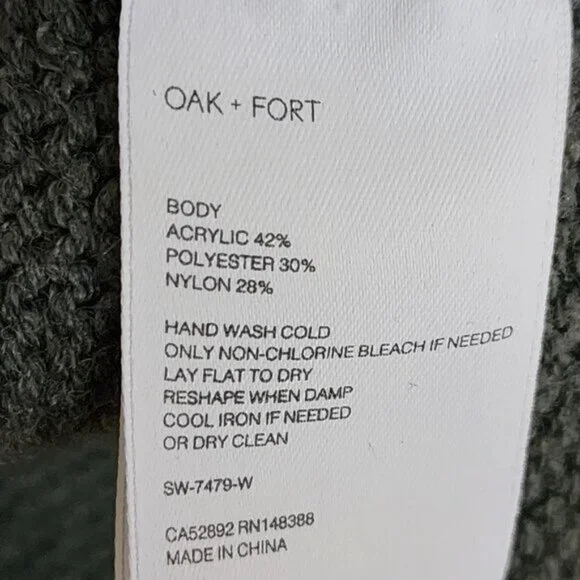 OAK + FORT
BODY
ACRYLIC 42%
POLYESTER 30%
NYLON 28%
HAND WASH COLD
ONLY NON-CHLORINE BLEACH IF NEEDED
LAY FLAT TO DRY
RESHAPE WHEN DAMP
COOL IRON IF NEEDED
OR DRY CLEAN
SW-7479-W
CA52892 RN148388
MADE IN CHINA